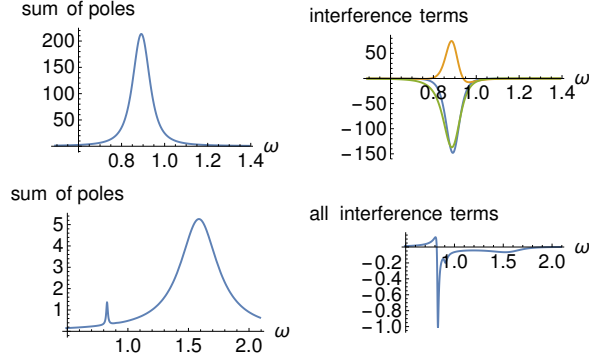 sum of poles
200
150
100
50
0.8 1.0 1.2 1.4 ω
interference terms
50
−50
−100
−150
0.8 1.0 1.2 1.4 ω
sum of poles
5
4
3
2
1
1.0 1.5 2.0 ω
all interference terms
−0.2
−0.4
−0.6
−0.8
−1.0
1.0 1.5 2.0 ω